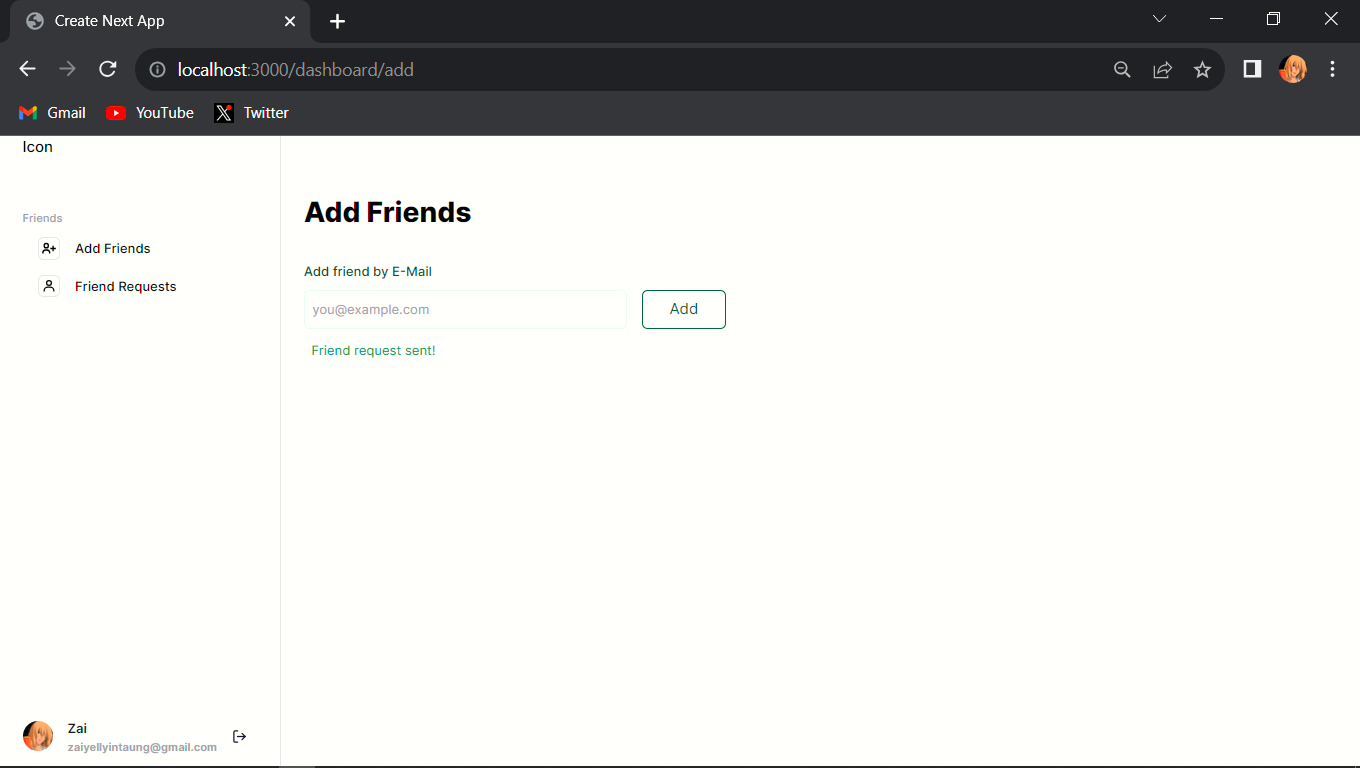 Create Next App
localhost:3000/dashboard/add
Gmail YouTube Twitter
Icon
Friends
Add Friends
Friend Requests
Add Friends
Add friend by E-Mail
you@example.com Add
Friend request sent!
Zai
zaiyellyintaung@gmail.com